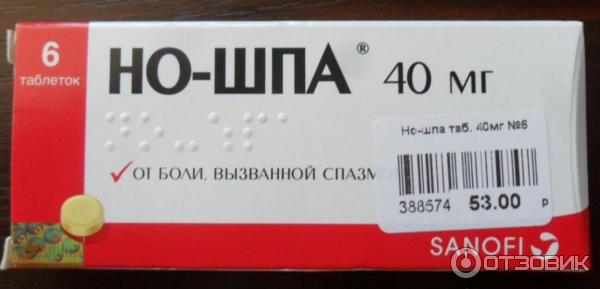 6
таблеток
НО-ШПА ® 40 мг
Но-шпа таб. 40мг №6
388574 53.00 р
ОТ БОЛИ, ВЫЗВАННОЙ
SANOFI
ОТЗОВИК